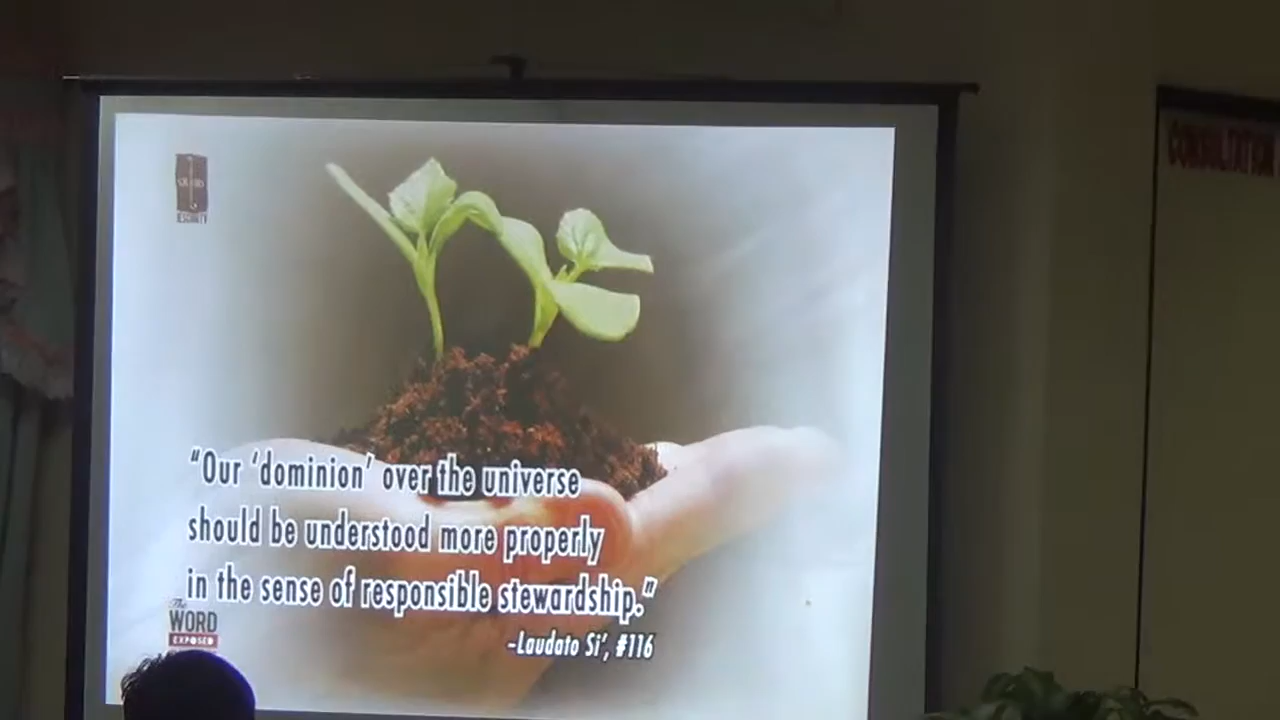 “Our ‘dominion’ over the universe
should be understood more properly
in the sense of responsible stewardship.”
-Laudato Si’, #116
The
WORD
EXPOSED
CONSULTATION